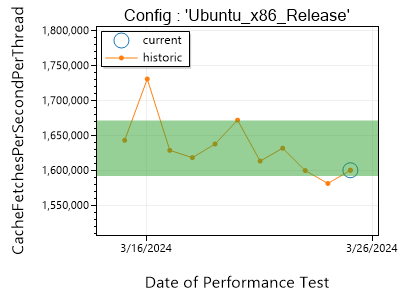 Config : 'Ubuntu_x86_Release'
CacheFetchesPerSecondPerThread
1,800,000
1,750,000
1,700,000
1,650,000
1,600,000
1,550,000
current
historic
3/16/2024
3/26/2024
Date of Performance Test